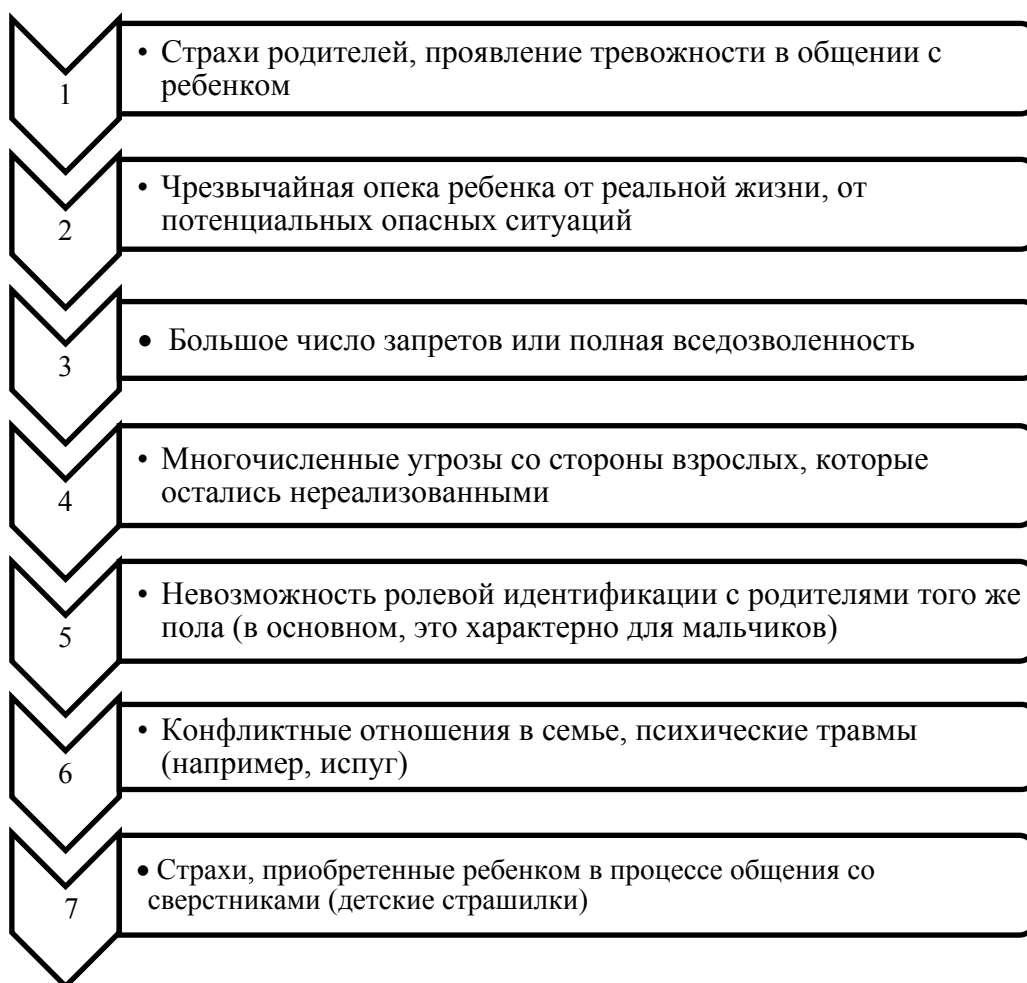 1
• Страхи родителей, проявление тревожности в общении с
ребенком
2
• Чрезвычайная опека ребенка от реальной жизни, от
потенциальных опасных ситуаций
3
• Большое число запретов или полная вседозволенность
4
• Многочисленные угрозы со стороны взрослых, которые
остались нереализованными
5
• Невозможность ролевой идентификации с родителями того же
пола (в основном, это характерно для мальчиков)
6
• Конфликтные отношения в семье, психические травмы
(например, испуг)
7
• Страхи, приобретенные ребенком в процессе общения со
сверстниками (детские страшилки)